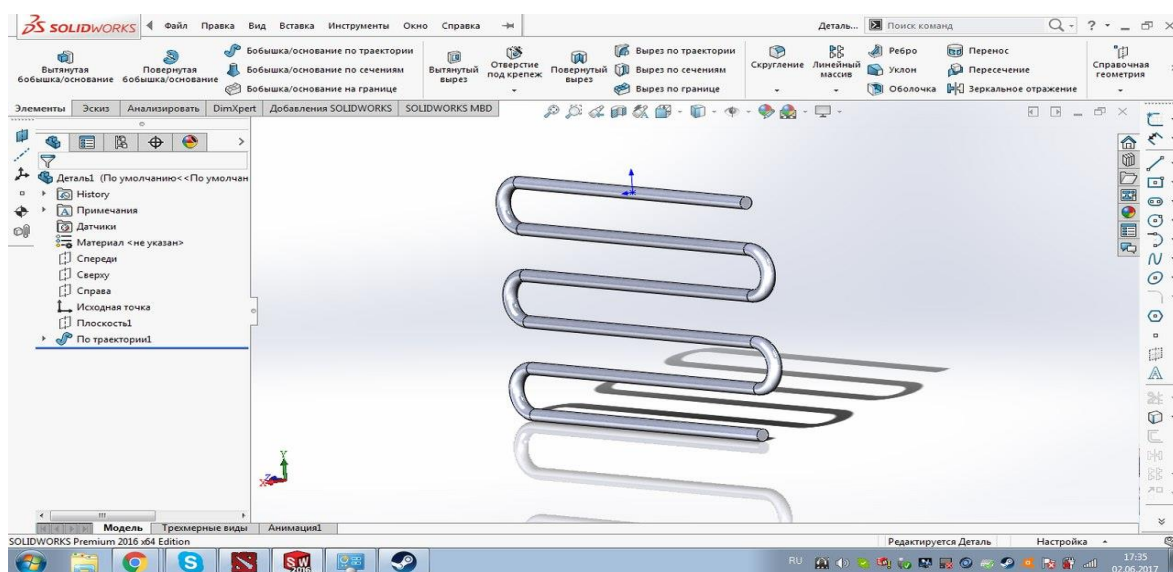 SOLIDWORKS Файл Правка Вид Вставка Инструменты Окно Справка Деталь... Поиск команд ?
Вытянутая бобышка/основание
Повернутая бобышка/основание
Бобышка/основание по траектории
Бобышка/основание по сечениям
Бобышка/основание на границе
Вытянутый вырез
Отверстие под крепеж
Повернутый вырез
Вырез по траектории
Вырез по сечениям
Вырез по границе
Скругление
Линейный массив
Ребро
Уклон
Оболочка
Перенос
Пересечение
Зеркальное отражение
Справочная геометрия
Элементы Эскиз Анализировать DimXpert Добавления SOLIDWORKS SOLIDWORKS MBD
Деталь1 (По умолчанию<<По умолчан
History
Примечания
Датчики
Материал <не указан>
Спереди
Сверху
Справа
Исходная точка
Плоскость1
По траектории1
Y
Z
X
Модель Трехмерные виды Анимация1
SOLIDWORKS Premium 2016 x64 Edition Редактируется Деталь Настройка
SW 2016
RU 17:35
02.06.2017